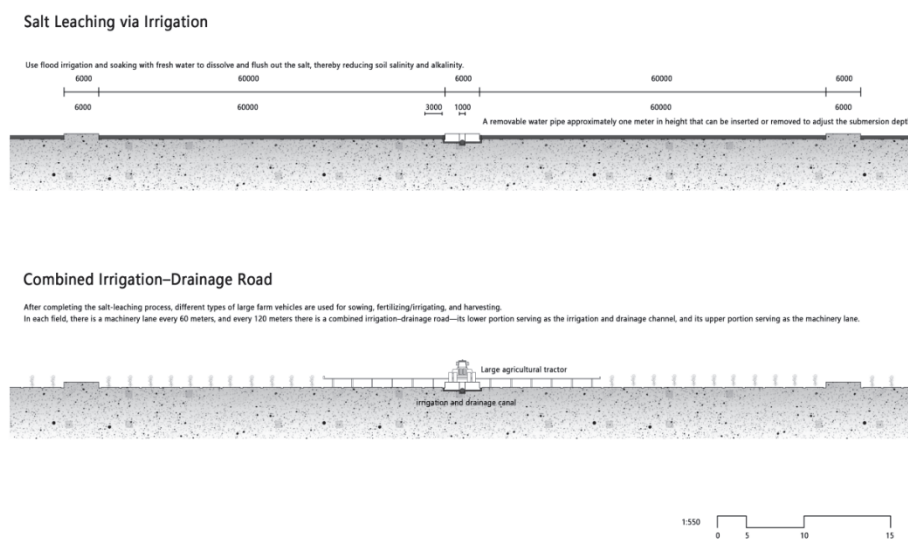 Salt Leaching via Irrigation
Use flood irrigation and soaking with fresh water to dissolve and flush out the salt, thereby reducing soil salinity and alkalinity.
6000 60000 6000 60000 6000
6000 60000 3000 1000 60000 6000
A removable water pipe approximately one meter in height that can be inserted or removed to adjust the submersion dept
Combined Irrigation–Drainage Road
After completing the salt-leaching process, different types of large farm vehicles are used for sowing, fertilizing/irrigating, and harvesting.
In each field, there is a machinery lane every 60 meters, and every 120 meters there is a combined irrigation–drainage road—its lower portion serving as the irrigation and drainage channel, and its upper portion serving as the machinery lane.
Large agricultural tractor
irrigation and drainage canal
1:550
0 5 10 15